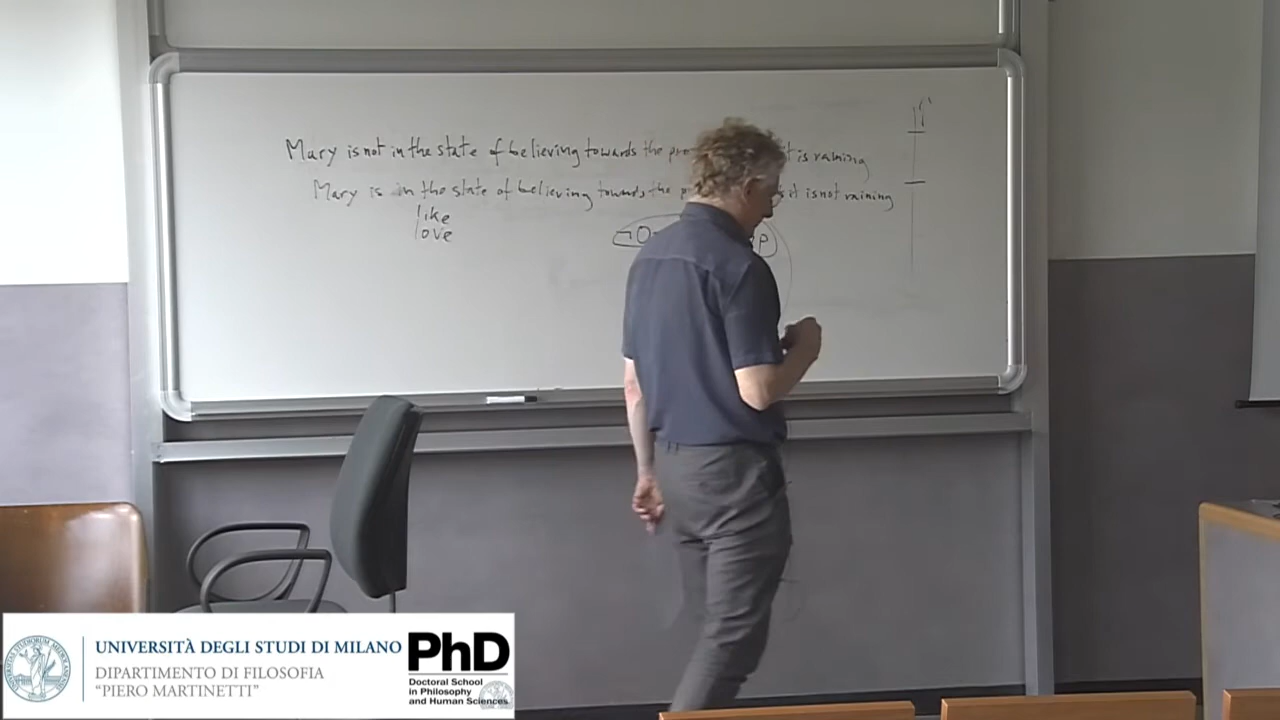 Mary is not in the state of believing towards the it is raining
Mary is in the state of believing towards the it is not raining
like
love
UNIVERSITÀ DEGLI STUDI DI MILANO
DIPARTIMENTO DI FILOSOFIA
"PIERO MARTINETTI"
PhD
Doctoral School
in Philosophy
and Human Sciences